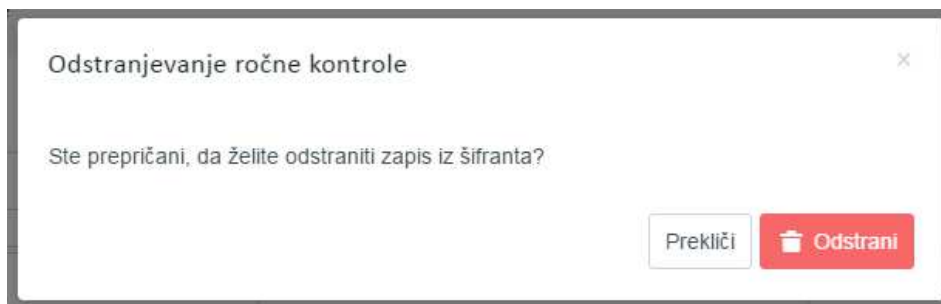 Odstranjevanje ročne kontrole
Ste prepričani, da želite odstraniti zapis iz šifranta?
Prekliči
Odstrani